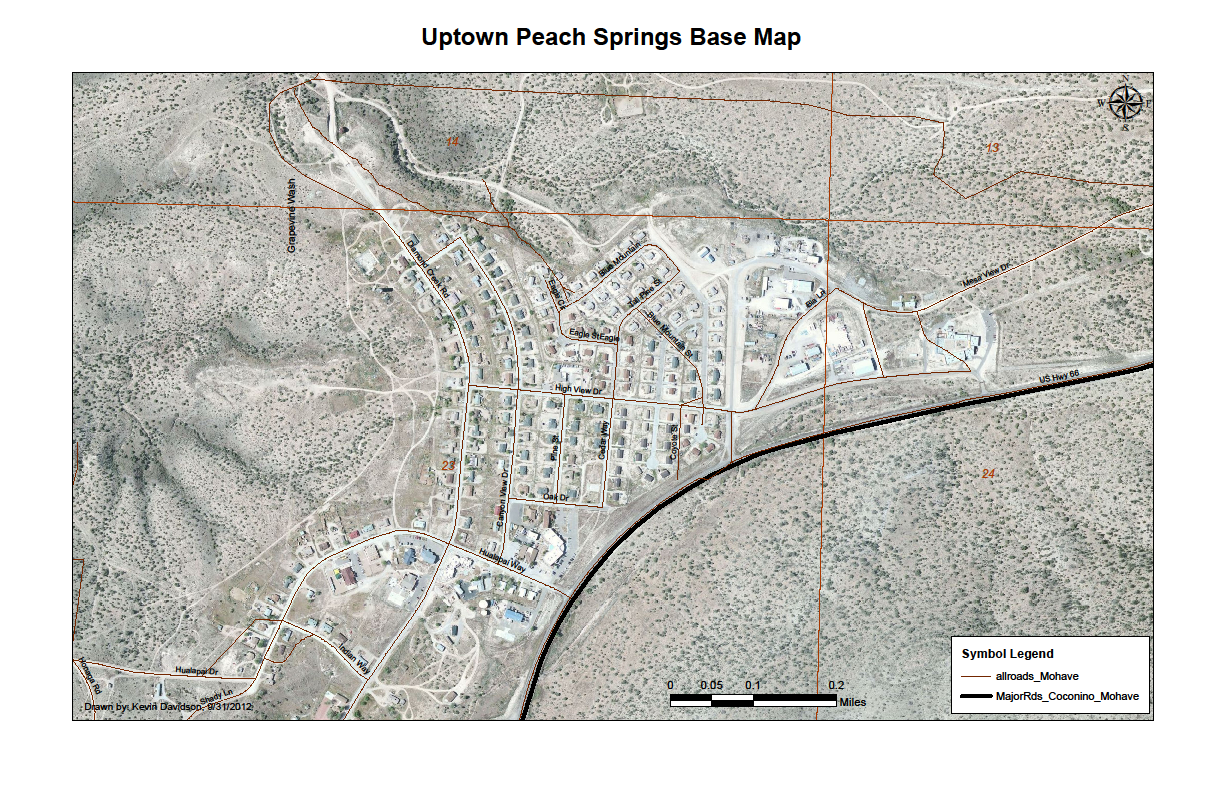 Uptown Peach Springs Base Map
N
W
E
S
14
13
Grapevine Wash
Diamond Creek Rd
Blue Mountain
Eagle Ct
Mesa View Dr
Eagle St
Eagle
Blue Mountain St
High View Dr
US Hwy 66
Pine St
Cedar Way
Coyote St
23
24
Canyon View Dr
Oak Dr
Hualapai Way
Indian Way
Hualapai Dr
Shady Ln
Drawn by: Kevin Davidson, 9/31/2012
0
0.05
0.1
0.2
Miles
Symbol Legend
allroads_Mohave
MajorRds_Coconino_Mohave